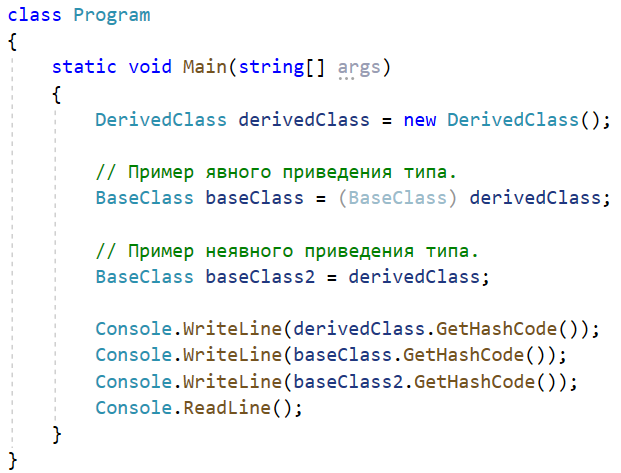 class Program
{
static void Main(string[] args)
{
DerivedClass derivedClass = new DerivedClass();
// Пример явного приведения типа.
BaseClass baseClass = (BaseClass) derivedClass;
// Пример неявного приведения типа.
BaseClass baseClass2 = derivedClass;
Console.WriteLine(derivedClass.GetHashCode());
Console.WriteLine(baseClass.GetHashCode());
Console.WriteLine(baseClass2.GetHashCode());
Console.ReadLine();
}
}